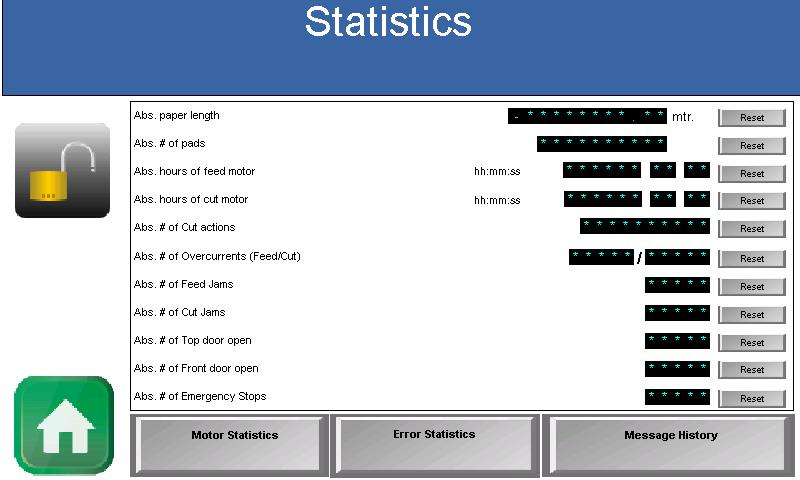 Statistics
Abs. paper length - * * * * * * * * . * * mtr. Reset
Abs. # of pads * * * * * * * * * * Reset
Abs. hours of feed motor hh:mm:ss * * * * * * * * * * Reset
Abs. hours of cut motor hh:mm:ss * * * * * * * * * * Reset
Abs. # of Cut actions * * * * * * * * * * Reset
Abs. # of Overcurrents (Feed/Cut) * * * * * / * * * * * Reset
Abs. # of Feed Jams * * * * * Reset
Abs. # of Cut Jams * * * * * Reset
Abs. # of Top door open * * * * * Reset
Abs. # of Front door open * * * * * Reset
Abs. # of Emergency Stops * * * * * Reset
Motor Statistics Error Statistics Message History